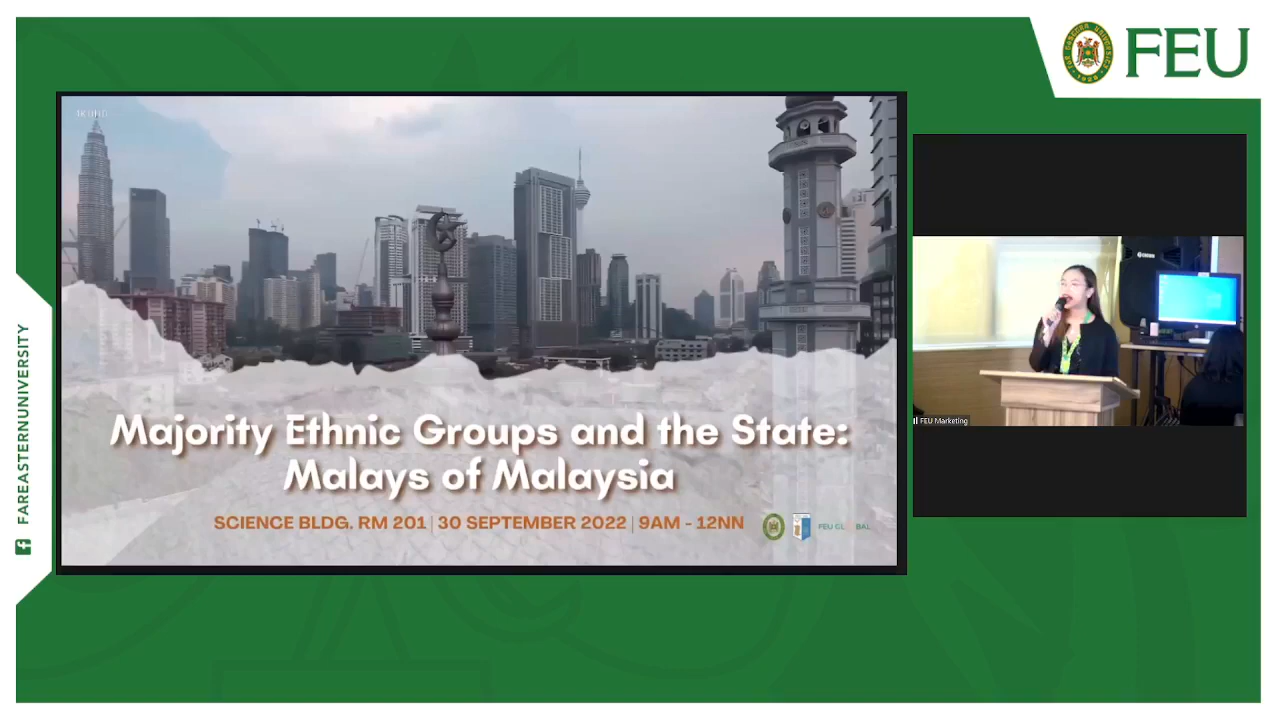 FEU
FAREASTERNUNIVERSITY
Majority Ethnic Groups and the State:
Malays of Malaysia
SCIENCE BLDG. RM 201 | 30 SEPTEMBER 2022 | 9AM - 12NN
FEU Marketing